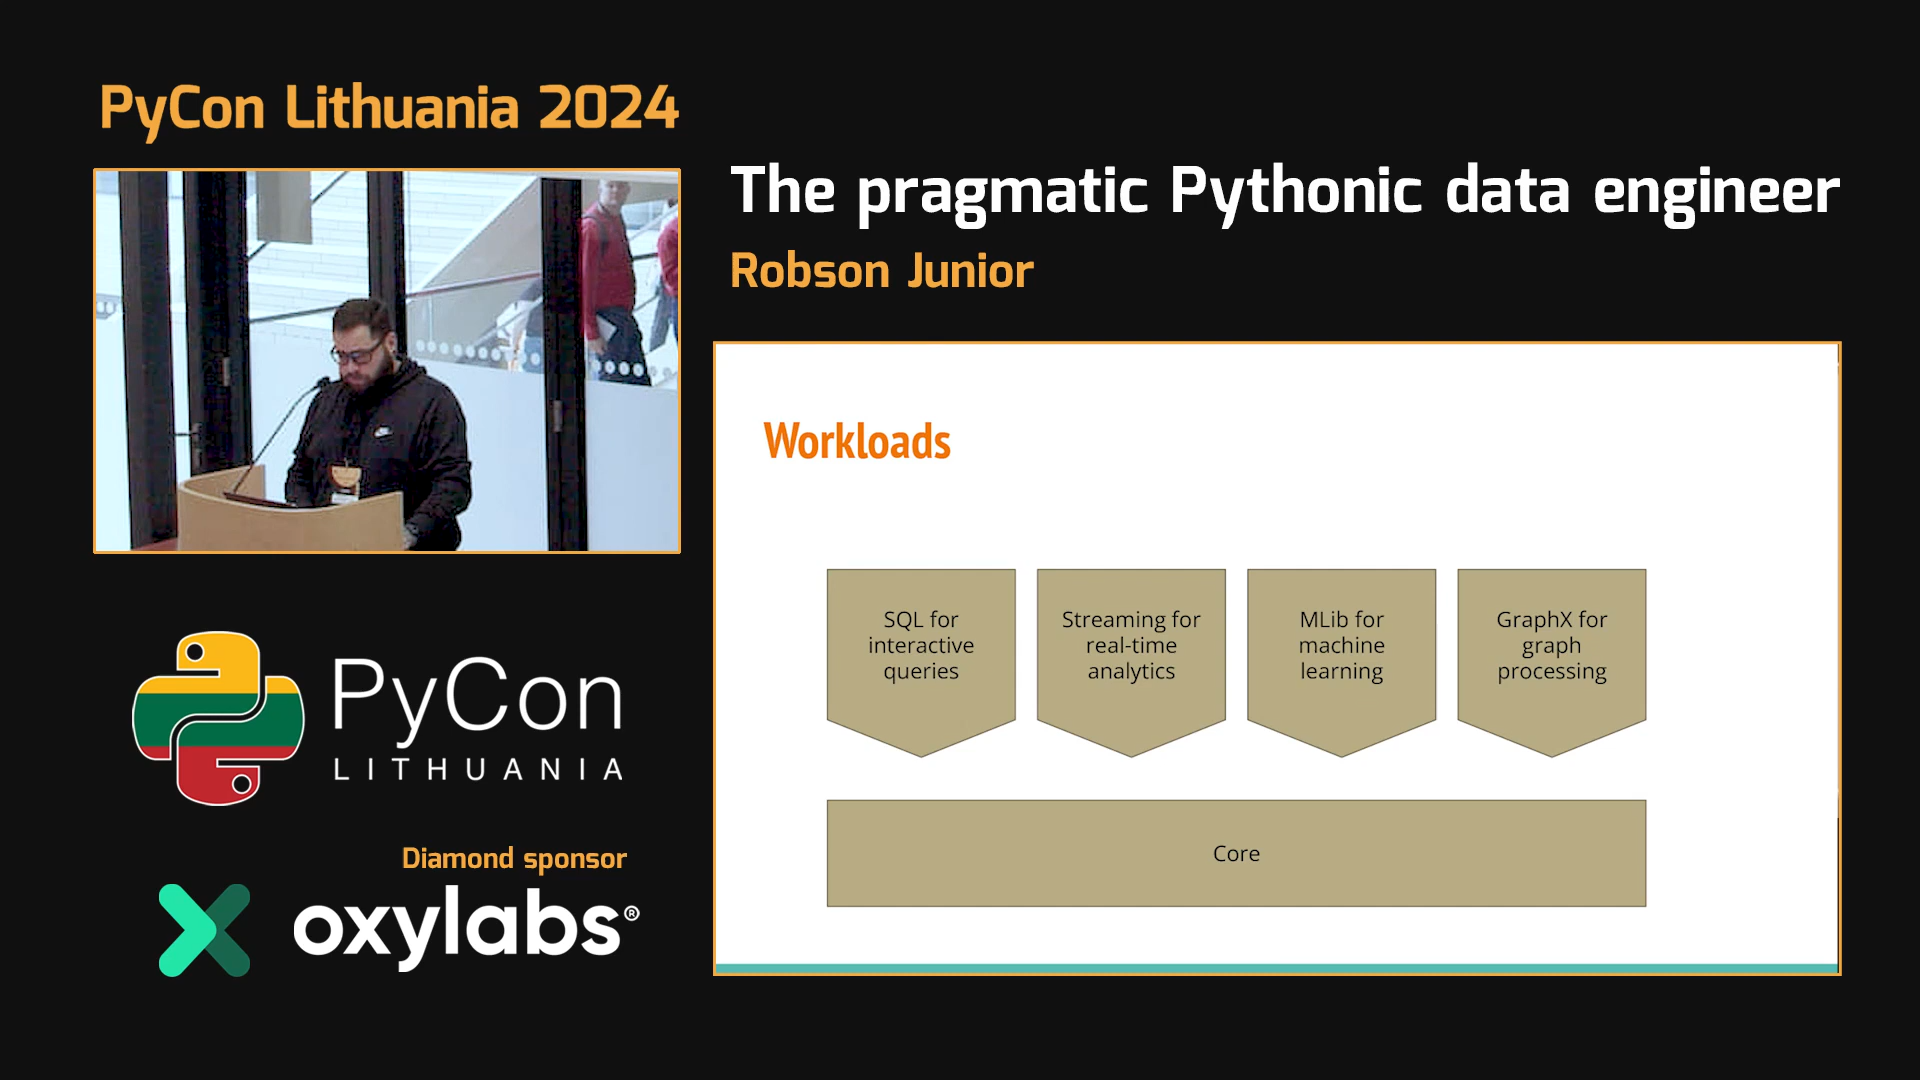 PyCon Lithuania 2024
The pragmatic Pythonic data engineer
Robson Junior
Workloads
SQL for
interactive
queries
Streaming for
real-time
analytics
MLib for
machine
learning
GraphX for
graph
processing
Core
PyCon
LITHUANIA
Diamond sponsor
oxylabs®